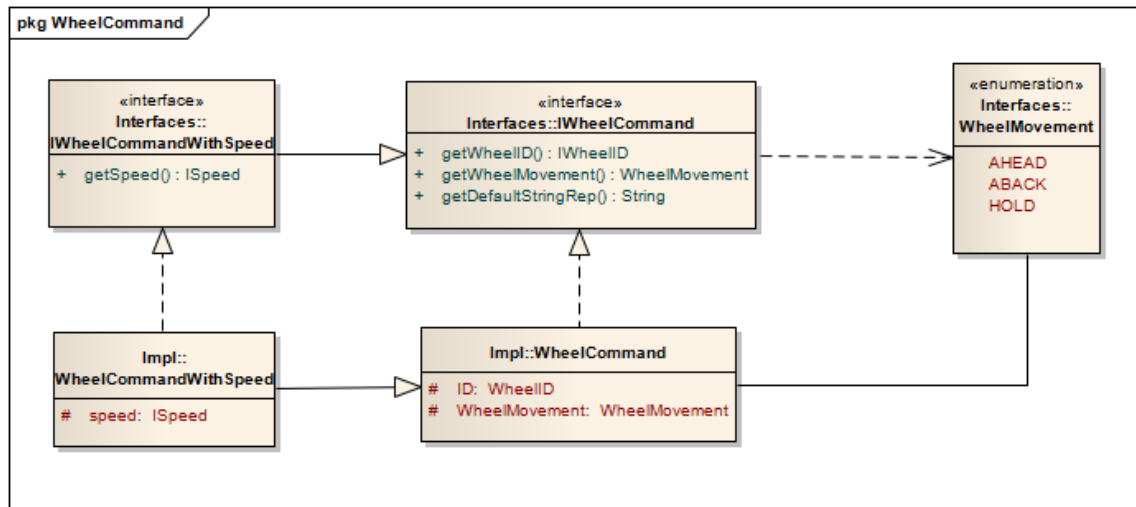 pkg WheelCommand
«interface»
Interfaces::
IWheelCommandWithSpeed
+ getSpeed() : ISpeed
«interface»
Interfaces::IWheelCommand
+ getWheelID() : IWheelID
+ getWheelMovement() : WheelMovement
+ getDefaultStringRep() : String
«enumeration»
Interfaces::
WheelMovement
AHEAD
ABACK
HOLD
Impl::
WheelCommandWithSpeed
# speed: ISpeed
Impl::WheelCommand
# ID: WheelID
# WheelMovement: WheelMovement